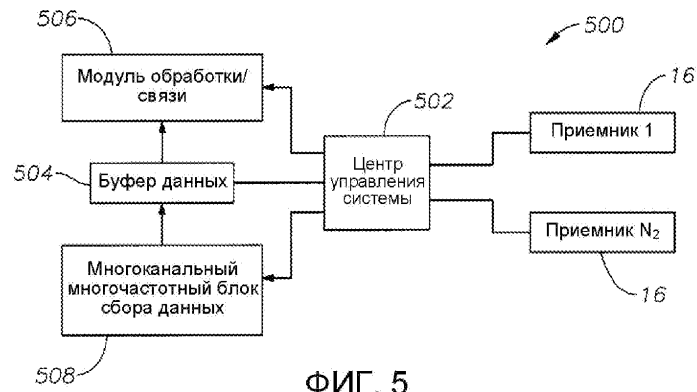 506
500
Модуль обработки/
связи
502
16
Приемник 1
504
Буфер данных
Центр
управления
системы
Приемник N₂
Многоканальный
многочастотный блок
сбора данных
16
508
ФИГ. 5